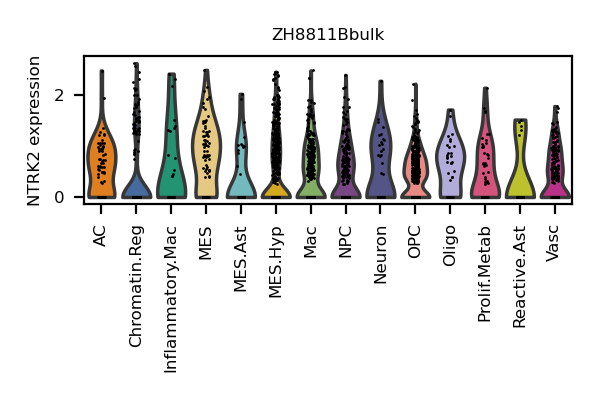 ZH8811Bbulk
NTRK2 expression
2
0
AC
Chromatin.Reg
Inflammatory.Mac
MES
MES.Ast
MES.Hyp
Mac
NPC
Neuron
OPC
Oligo
Prolif.Metab
Reactive.Ast
Vasc